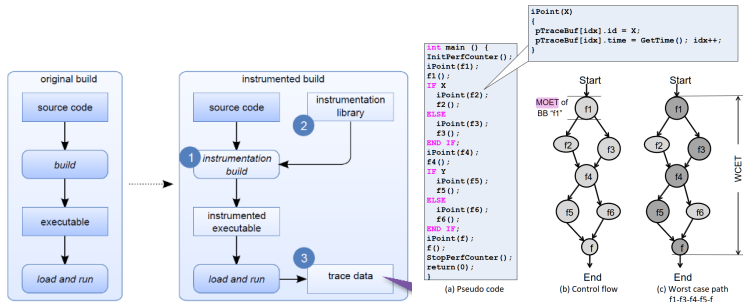 original build
source code
build
executable
load and run
instrumented build
source code
instrumentation
library
2
1
instrumentation
build
instrumented
executable
3
load and run
trace data
int main () {
InitPerfCounter();
iPoint(f1);
f1();
IF X
iPoint(f2);
f2();
ELSE
iPoint(f3);
f3();
END IF;
iPoint(f4);
f4();
IF Y
iPoint(f5);
f5();
ELSE
iPoint(f6);
f6();
END IF;
iPoint(f);
f();
StopPerfCounter();
return(0);
}
(a) Pseudo code
iPoint(X)
{
pTraceBuf[idx].id = X;
pTraceBuf[idx].time = GetTime(); idx++;
}
Start
MOET of
BB "f1"
f1
f2
f3
f4
f5
f6
f
End
(b) Control flow
Start
f1
f2
f3
f4
f5
f6
f
End
WCET
(c) Worst case path
f1-f3-f4-f5-f